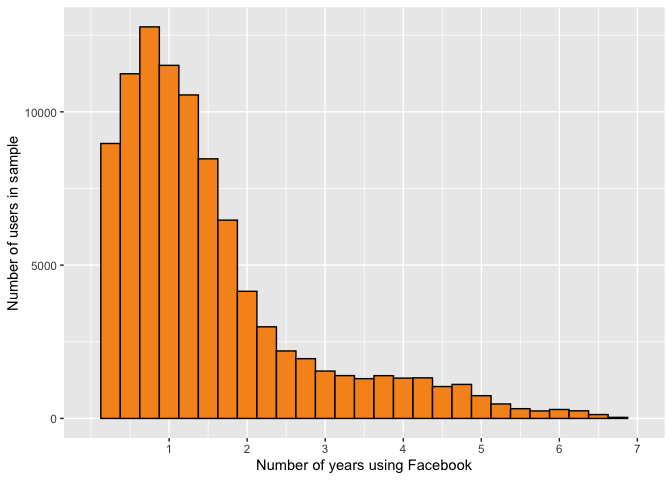 Number of users in sample
10000
5000
0
1 2 3 4 5 6 7
Number of years using Facebook